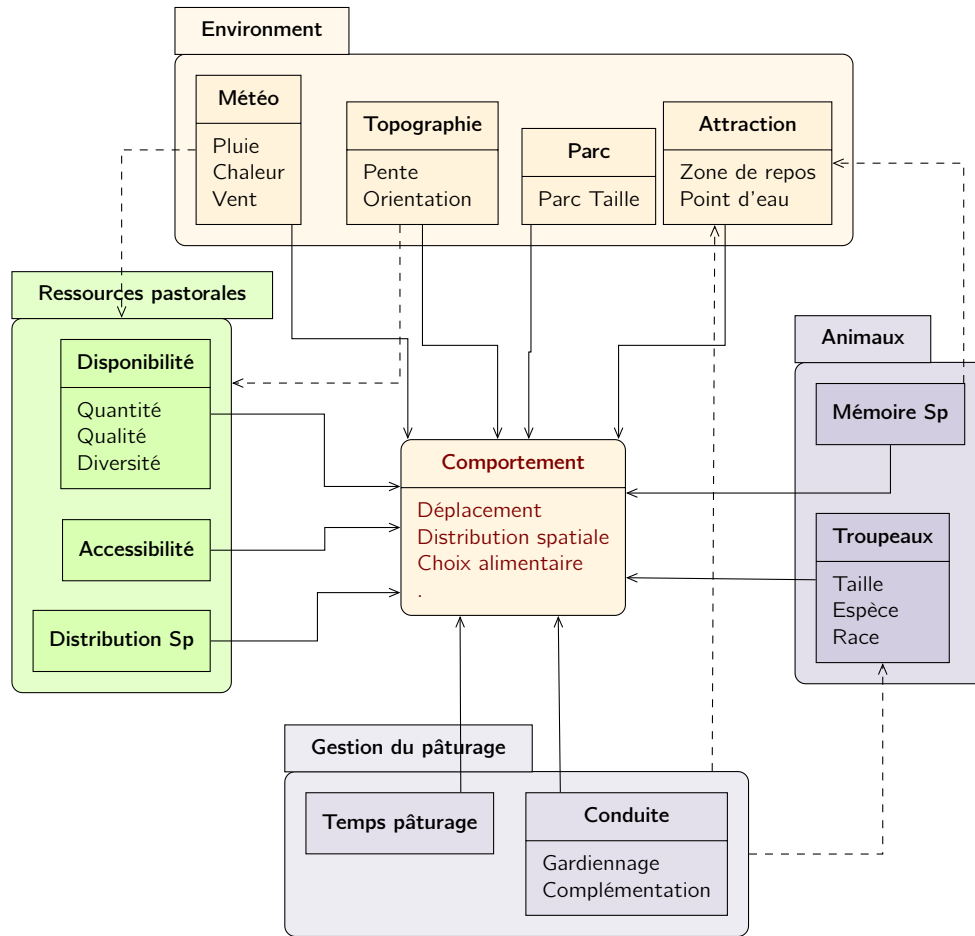 Environment
Météo
Pluie
Chaleur
Vent
Topographie
Pente
Orientation
Parc
Parc Taille
Attraction
Zone de repos
Point d'eau
Ressources pastorales
Disponibilité
Quantité
Qualité
Diversité
Accessibilité
Distribution Sp
Comportement
Déplacement
Distribution spatiale
Choix alimentaire
.
Animaux
Mémoire Sp
Troupeaux
Taille
Espèce
Race
Gestion du pâturage
Temps pâturage
Conduite
Gardiennage
Complémentation